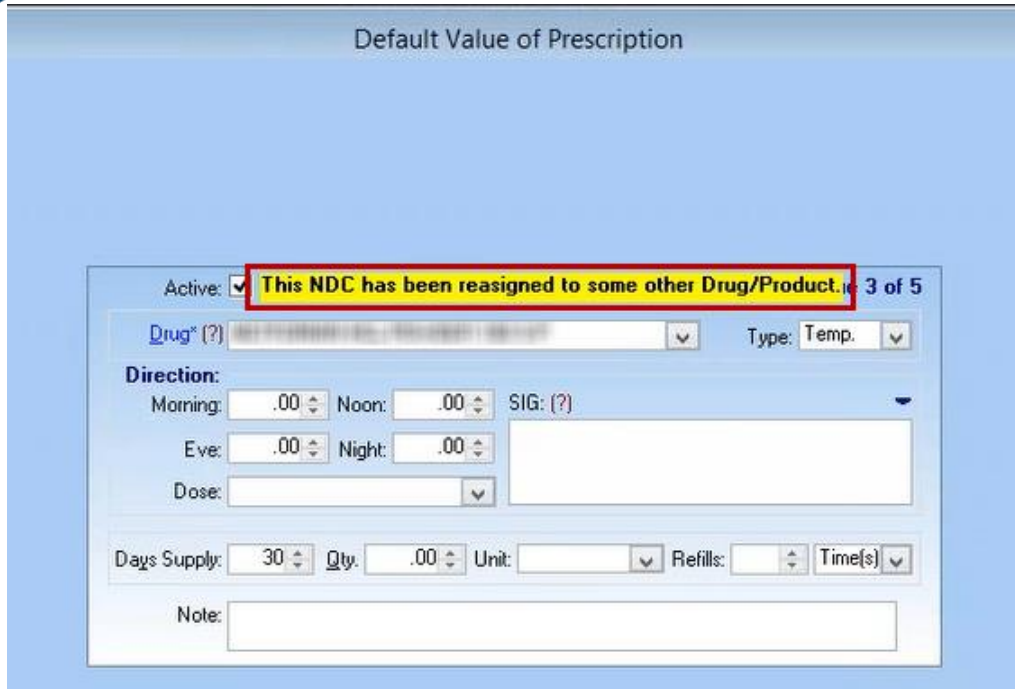 Default Value of Prescription
Active: This NDC has been reasigned to some other Drug/Product. 3 of 5
Drug* (?) Type: Temp.
Direction:
Morning: .00 Noon: .00 SIG: (?)
Eve: .00 Night: .00
Dose:
Days Supply: 30 Qty. .00 Unit: Refills: Time(s)
Note: